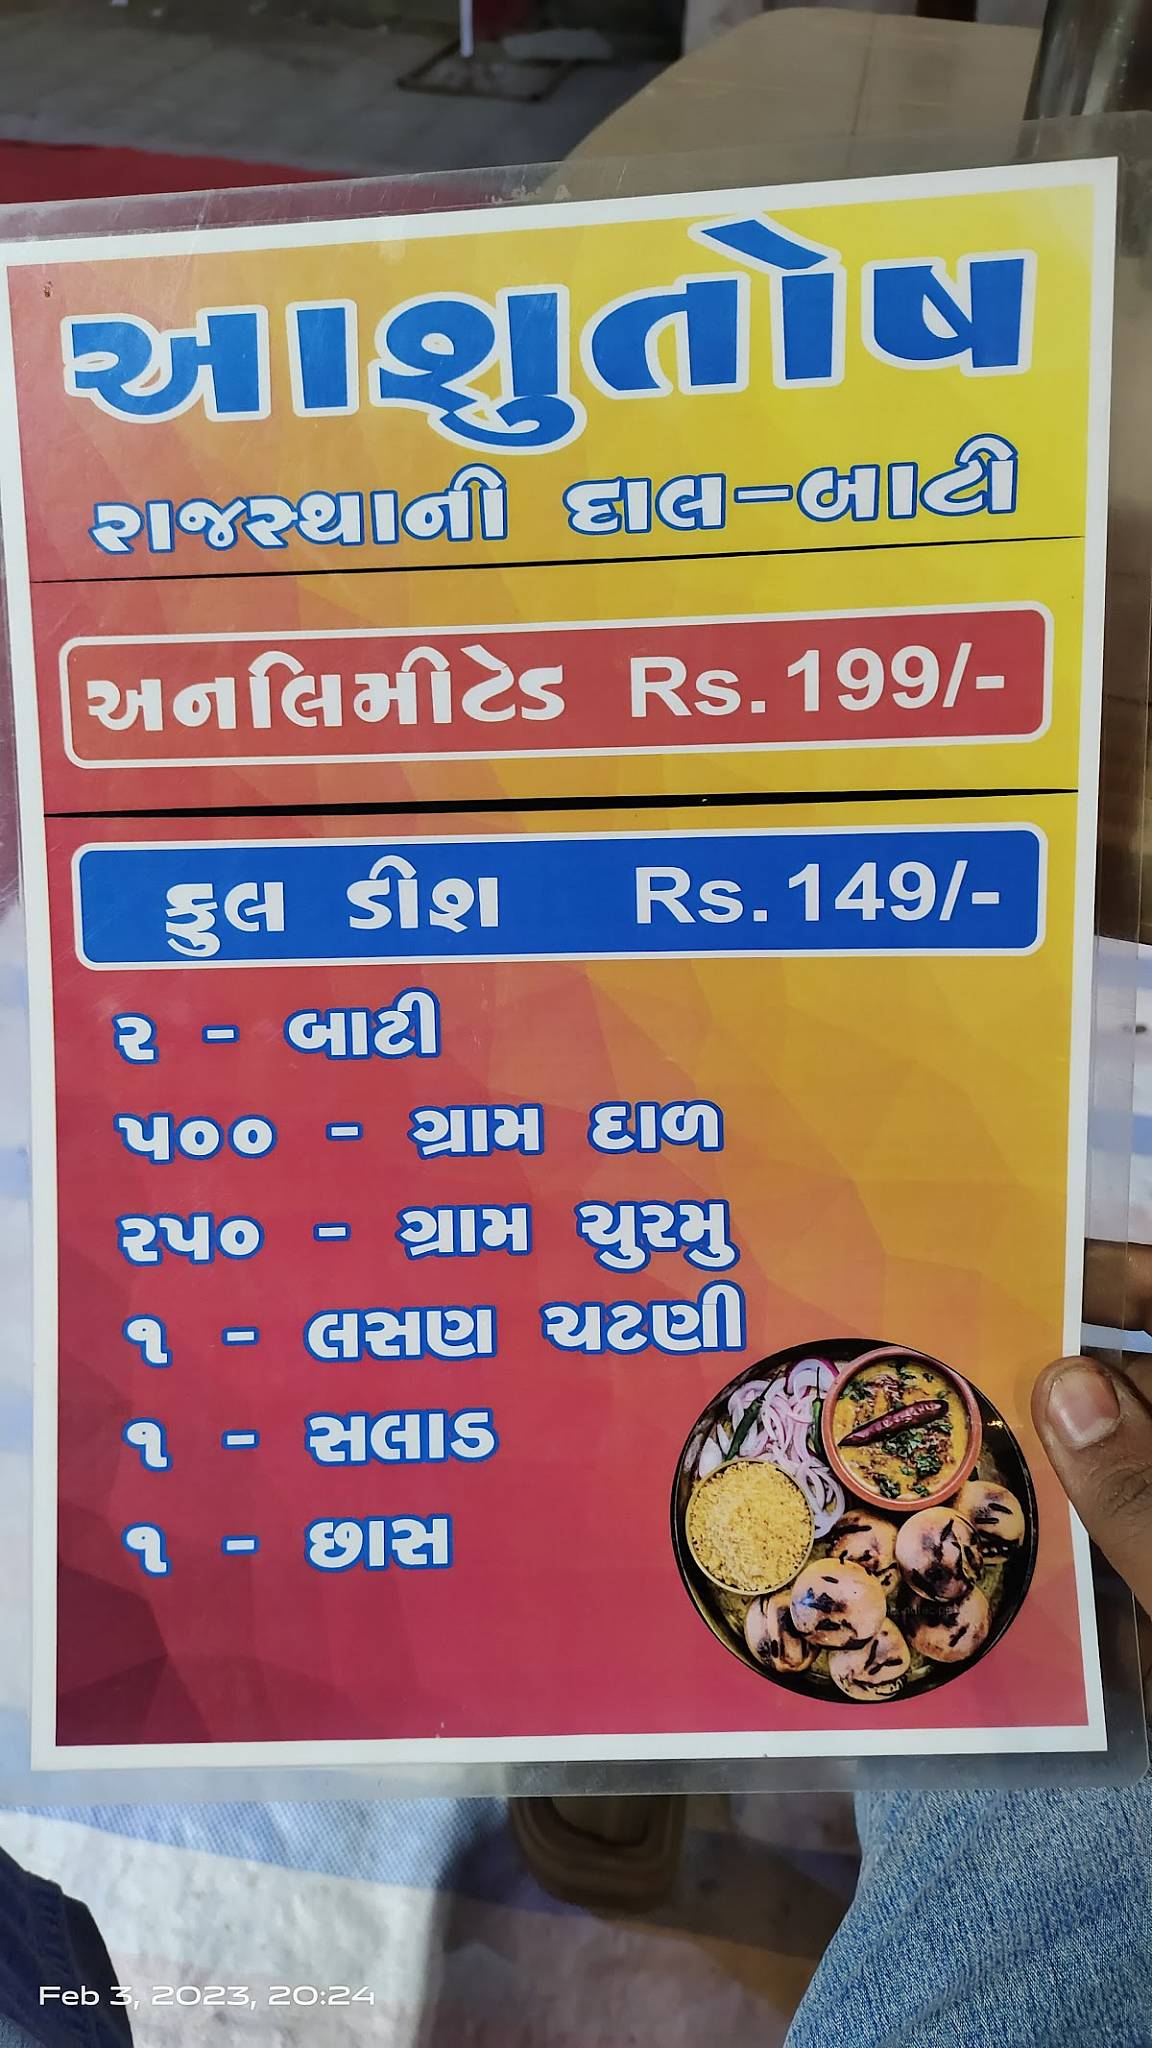 આશુતોષ
રાજસ્થાની દાલ-બાટી
અનલિમીટેડ Rs. 199/-
ફુલ ડીશ Rs. 149/-
૨ - બાટી
૫૦૦ - ગ્રામ દાળ
૨૫૦ - ગ્રામ ચુરમુ
૧ - લસણ ચટણી
૧ - સલાડ
૧ - છાસ
Feb 3, 2023, 20:24